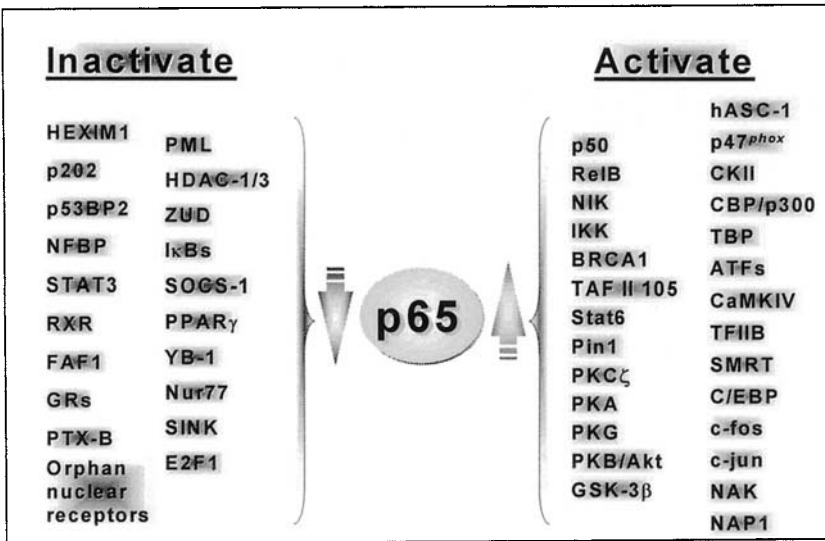 Inactivate
HEXIM1
p202
p53BP2
NFBP
STAT3
RXR
FAF1
GRs
PTX-B
Orphan
nuclear
receptors
PML
HDAC-1/3
ZUD
IκBs
SOCS-1
PPARγ
YB-1
Nur77
SINK
E2F1
p65
Activate
p50
RelB
NIK
IKK
BRCA1
TAF II 105
Stat6
Pin1
PKCζ
PKA
PKG
PKB/Akt
GSK-3β
hASC-1
p47phox
CKII
CBP/p300
TBP
ATFs
CaMKIV
TFIIB
SMRT
C/EBP
c-fos
c-jun
NAK
NAP1